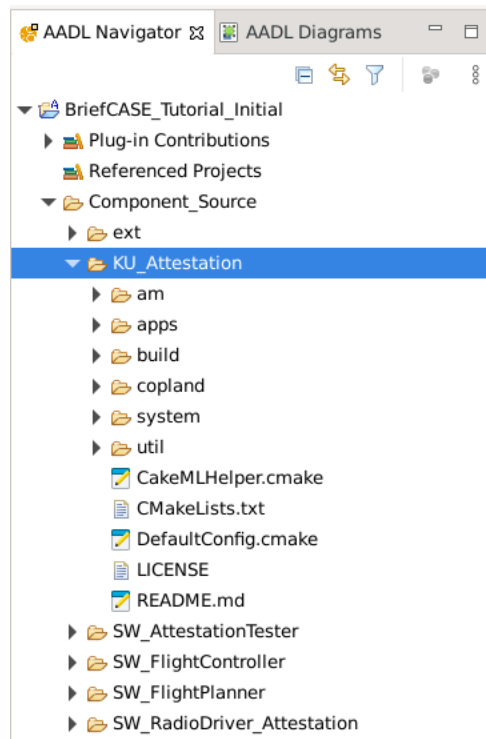 AADL Navigator AADL Diagrams
BriefCASE_Tutorial_Initial
Plug-in Contributions
Referenced Projects
Component_Source
ext
KU_Attestation
am
apps
build
copland
system
util
CakeMLHelper.cmake
CMakeLists.txt
DefaultConfig.cmake
LICENSE
README.md
SW_AttestationTester
SW_FlightController
SW_FlightPlanner
SW_RadioDriver_Attestation